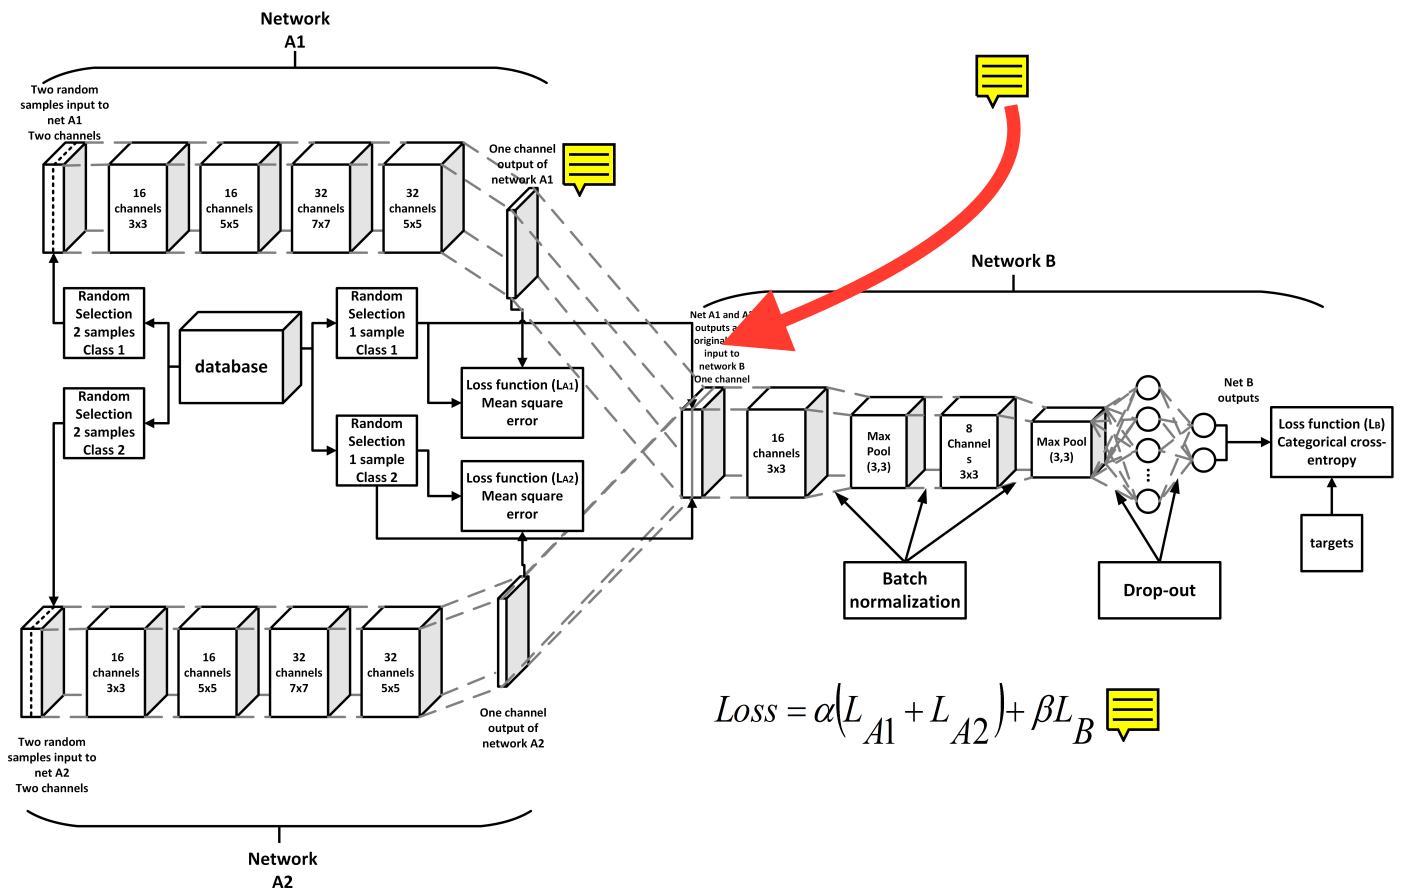 Network
A1
Two random
samples input to
net A1
Two channels
16
channels
3x3
16
channels
5x5
32
channels
7x7
32
channels
5x5
One channel
output of
network A1
Network B
Random
Selection
2 samples
Class 1
database
Random
Selection
1 sample
Class 1
Net A1 and
outputs
original
input to
network B
One channel
Loss function (LA1)
Mean square
error
Random
Selection
2 samples
Class 2
Random
Selection
1 sample
Class 2
Loss function (LA2)
Mean square
error
16
channels
3x3
Max
Pool
(3,3)
8
Channel
s
3x3
Max Pool
(3,3)
Net B
outputs
Loss function (LB)
Categorical cross-
entropy
targets
Batch
normalization
Drop-out
16
channels
3x3
16
channels
5x5
32
channels
7x7
32
channels
5x5
One channel
output of
network A2
Loss = α(LA1 + LA2) + βLB
Two random
samples input to
net A2
Two channels
Network
A2